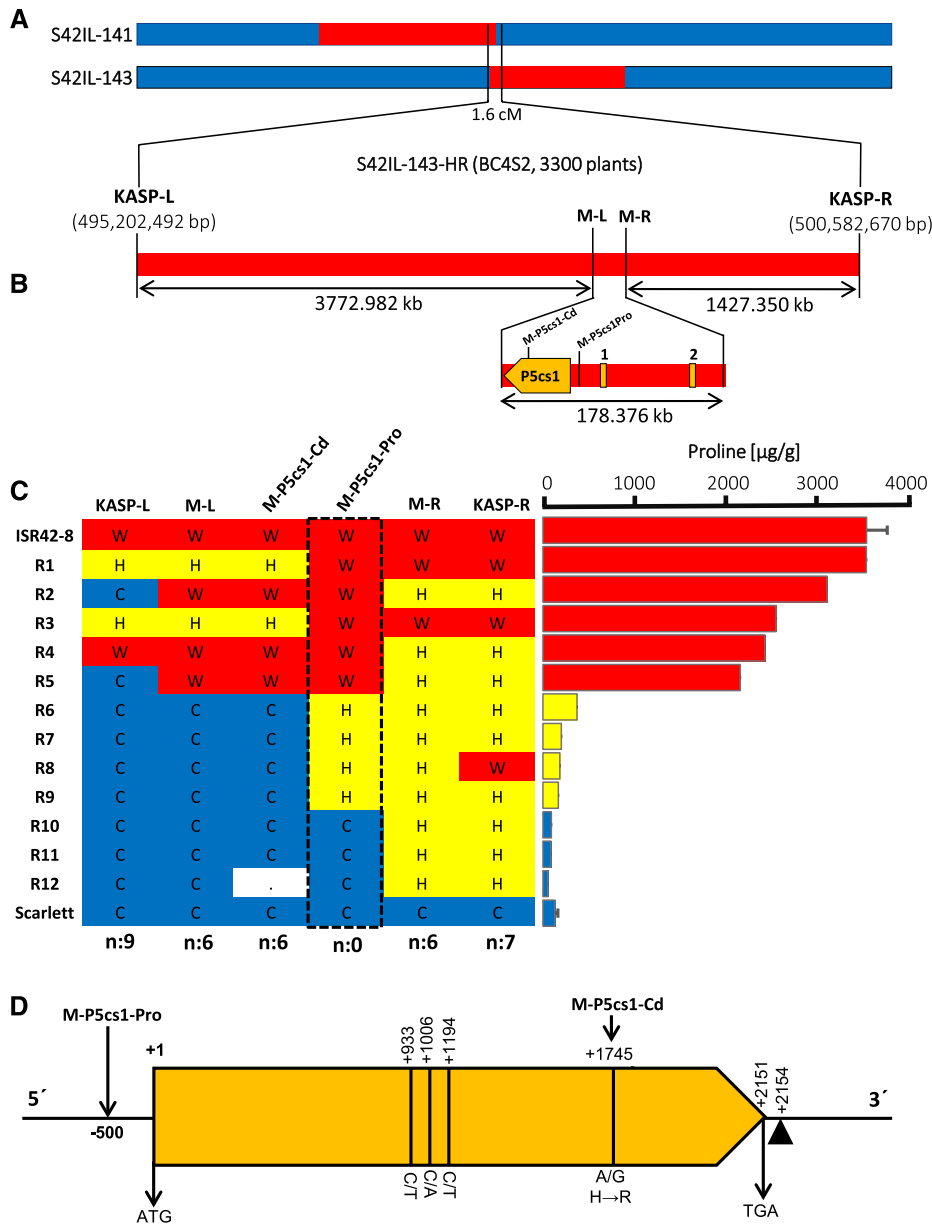 A
S42IL-141
S42IL-143
1.6 cM
S42IL-143-HR (BC4S2, 3300 plants)
KASP-L
(495,202,492 bp)
KASP-R
(500,582,670 bp)
M-L M-R
B
3772.982 kb
1427.350 kb
M-P5cs1-Cd
M-P5cs1Pro
P5cs1
1
2
178.376 kb
C
Proline [µg/g]
0 1000 2000 3000 4000
KASP-L M-L M-P5cs1-Cd M-P5cs1-Pro M-R KASP-R
ISR42-8 W W W W W W
R1 H H H W W W
R2 C W W W H H
R3 H H H W W W
R4 W W W W H H
R5 C W W W H H
R6 C C C H H H
R7 C C C H H H
R8 C C C H H W
R9 C C C H H H
R10 C C C C H H
R11 C C C C H H
R12 C C . C H H
Scarlett C C C C C C
n:9 n:6 n:6 n:0 n:6 n:7
D
M-P5cs1-Pro
M-P5cs1-Cd
+1
+933
+1006
+1194
+1745
+2151
+2154
5´
3´
-500
C/T
C/A
C/T
A/G
H→R
ATG
TGA